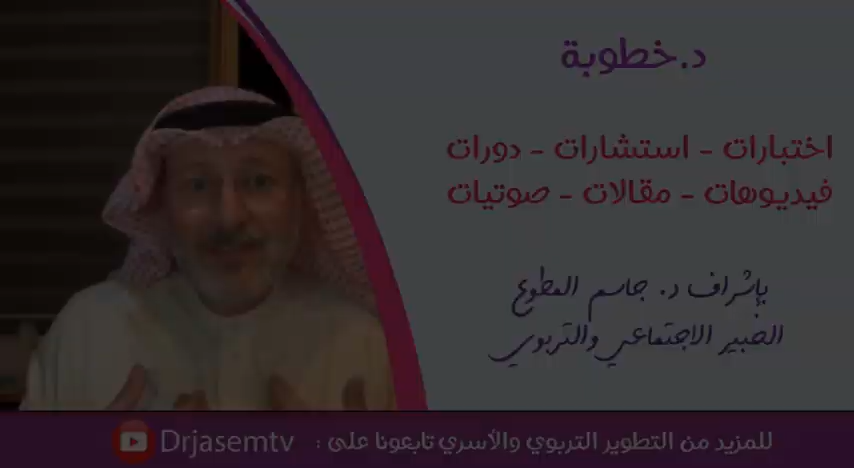 د.خطوبة
اختبارات - استشارات - دورات
فيديوهات - مقالات - صوتيات
بإشراف د. جاسم المطوع
الخبير الاجتماعي والتربوي
للمزيد من التطوير التربوي والأسري تابعونا على : Drjasemtv